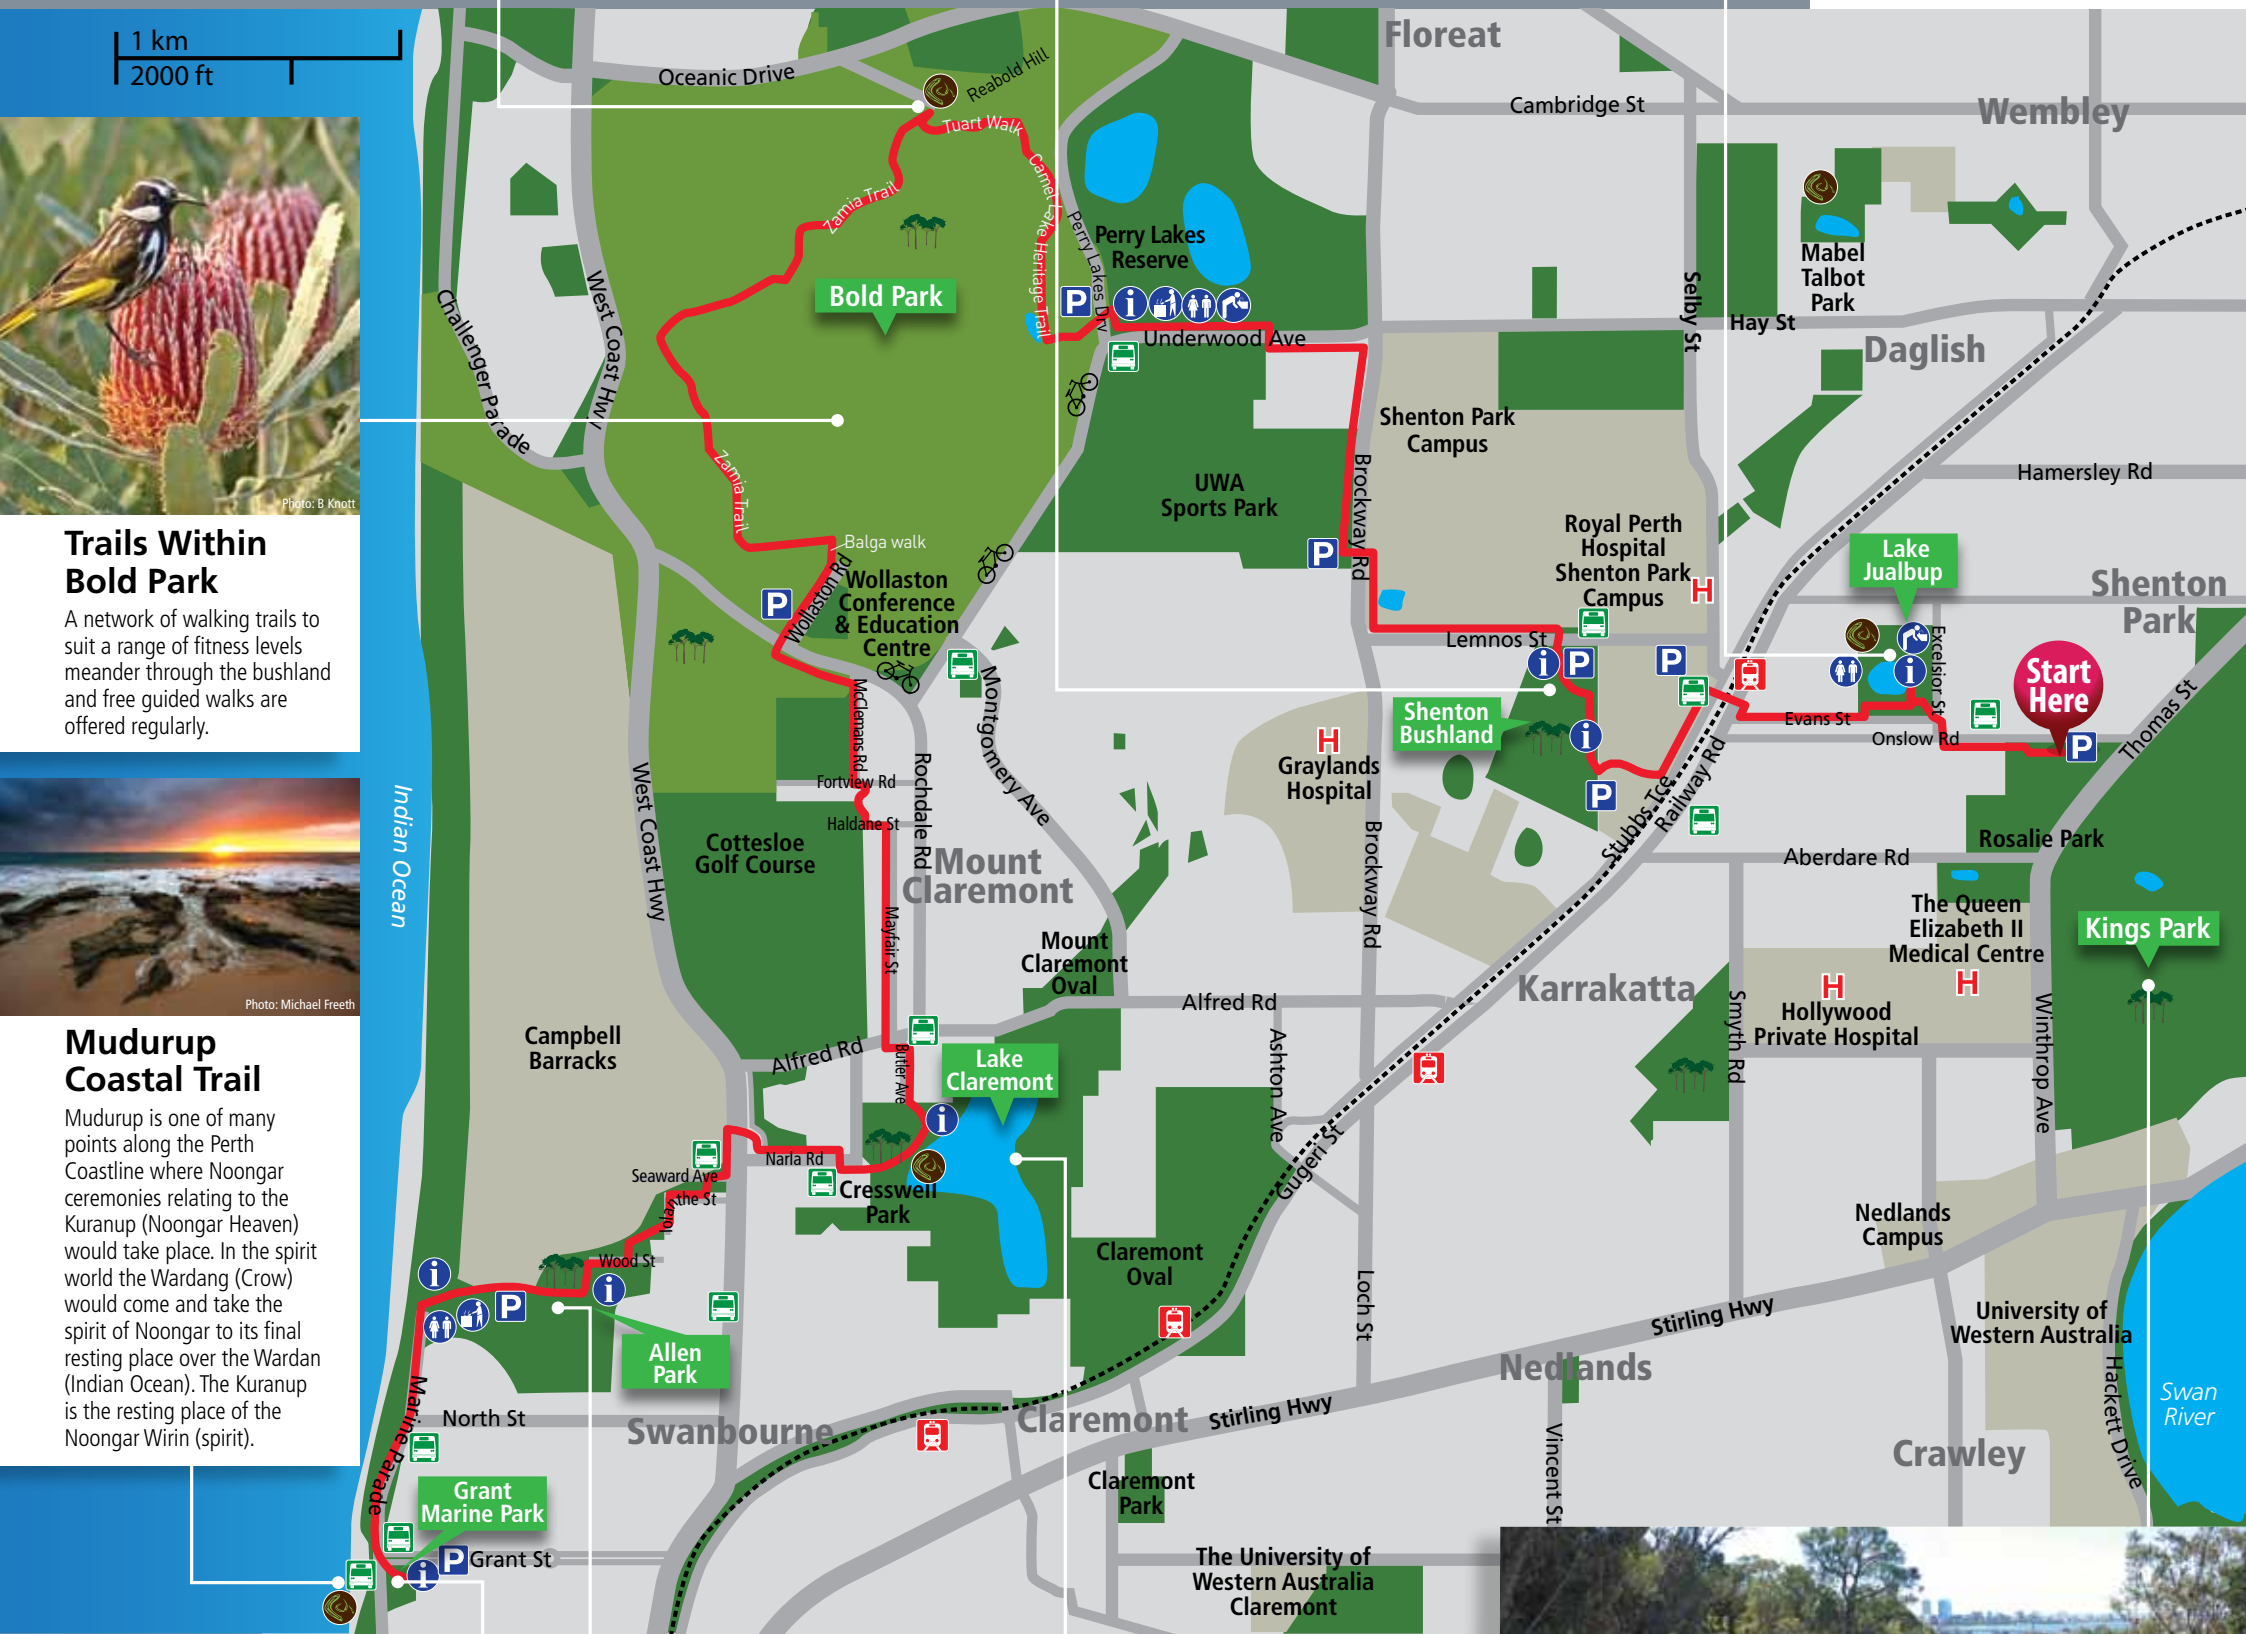 1 km
2000 ft
Photo: B Knott
Trails Within
Bold Park
A network of walking trails to
suit a range of fitness levels
meander through the bushland
and free guided walks are
offered regularly.
Photo: Michael Freeth
Mudurup
Coastal Trail
Mudurup is one of many
points along the Perth
Coastline where Noongar
ceremonies relating to the
Kuranup (Noongar Heaven)
would take place. In the spirit
world the Wardang (Crow)
would come and take the
spirit of Noongar to its final
resting place over the Wardan
(Indian Ocean). The Kuranup
is the resting place of the
Noongar Wirin (spirit).
Indian Ocean
Oceanic Drive
Reabold Hill
Tuart Walk
Camel Lake Heritage Trail
Zamia Trail
Bold Park
Challenger Parade
West Coast Hwy
Perry Lakes
Reserve
Perry Lakes Drv
P
i
Underwood Ave
Floreat
Cambridge St
Wembley
Mabel
Talbot
Park
Selby St
Hay St
Daglish
Shenton Park
Campus
Hamersley Rd
UWA
Sports Park
Brockway Rd
Zamia Trail
Balga walk
Wollaston Rd
Wollaston
Conference
& Education
Centre
P
P
Royal Perth
Hospital
Shenton Park
Campus
H
Lake
Jualbup
Shenton
Park
Lemnos St
i
P
P
i
Excelsior St
Start
Here
Evans St
Onslow Rd
P
Thomas St
Shenton
Bushland
i
P
Stubbs Tce
Railway Rd
H
Graylands
Hospital
Montgomery Ave
McClemans Rd
Fortview Rd
Rochdale Rd
Haldane St
Cottesloe
Golf Course
Mount
Claremont
West Coast Hwy
Mayfair St
Brockway Rd
Aberdare Rd
Rosalie Park
The Queen
Elizabeth II
Medical Centre
H
Kings Park
Mount
Claremont
Oval
Alfred Rd
Karrakatta
H
Hollywood
Private Hospital
Smyth Rd
Winthrop Ave
Campbell
Barracks
Alfred Rd
Butler Ave
Lake
Claremont
i
Ashton Ave
Gugeri St
Narla Rd
Seaward Ave
the St
Cresswell
Park
Wood St
i
i
P
Allen
Park
Claremont
Oval
Loch St
Nedlands
Campus
Stirling Hwy
University of
Western Australia
Hackett Drive
Swan
River
Nedlands
Marine Parade
North St
Swanbourne
Claremont
Stirling Hwy
Vincent St
Crawley
Claremont
Park
Grant
Marine Park
i
P
Grant St
The University of
Western Australia
Claremont